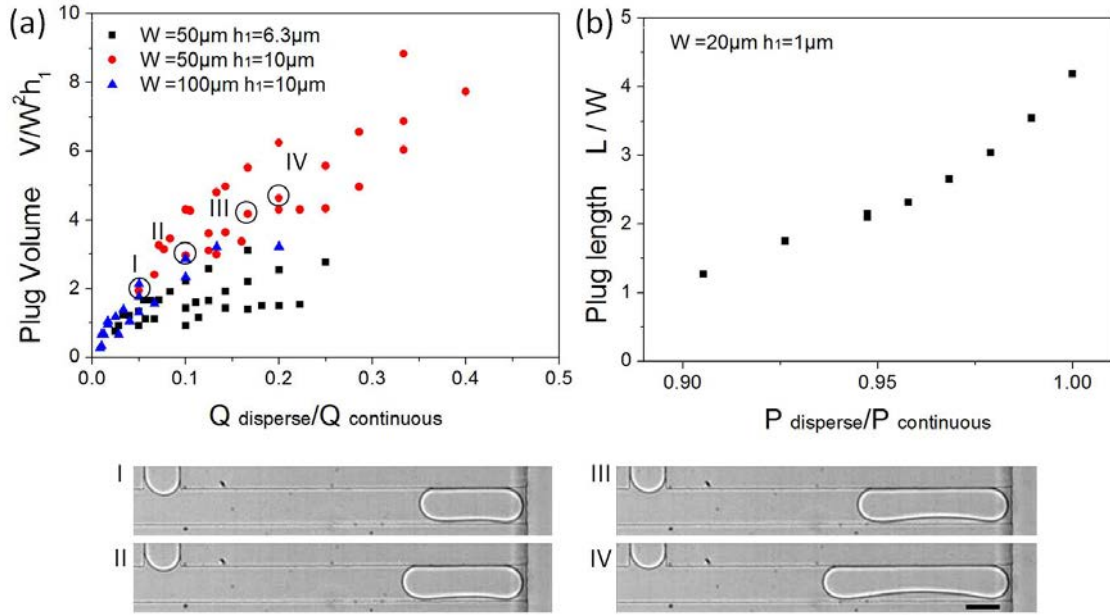 (a)
10
8
6
4
2
0
Plug Volume V/W²h₁
W =50μm h₁=6.3μm
W =50μm h₁=10μm
W =100μm h₁=10μm
I
II
III
IV
0.0 0.1 0.2 0.3 0.4 0.5
Q disperse/Q continuous
(b)
5
4
3
2
1
0
Plug length L / W
W =20μm h₁=1μm
0.90 0.95 1.00
P disperse/P continuous
I
II
III
IV